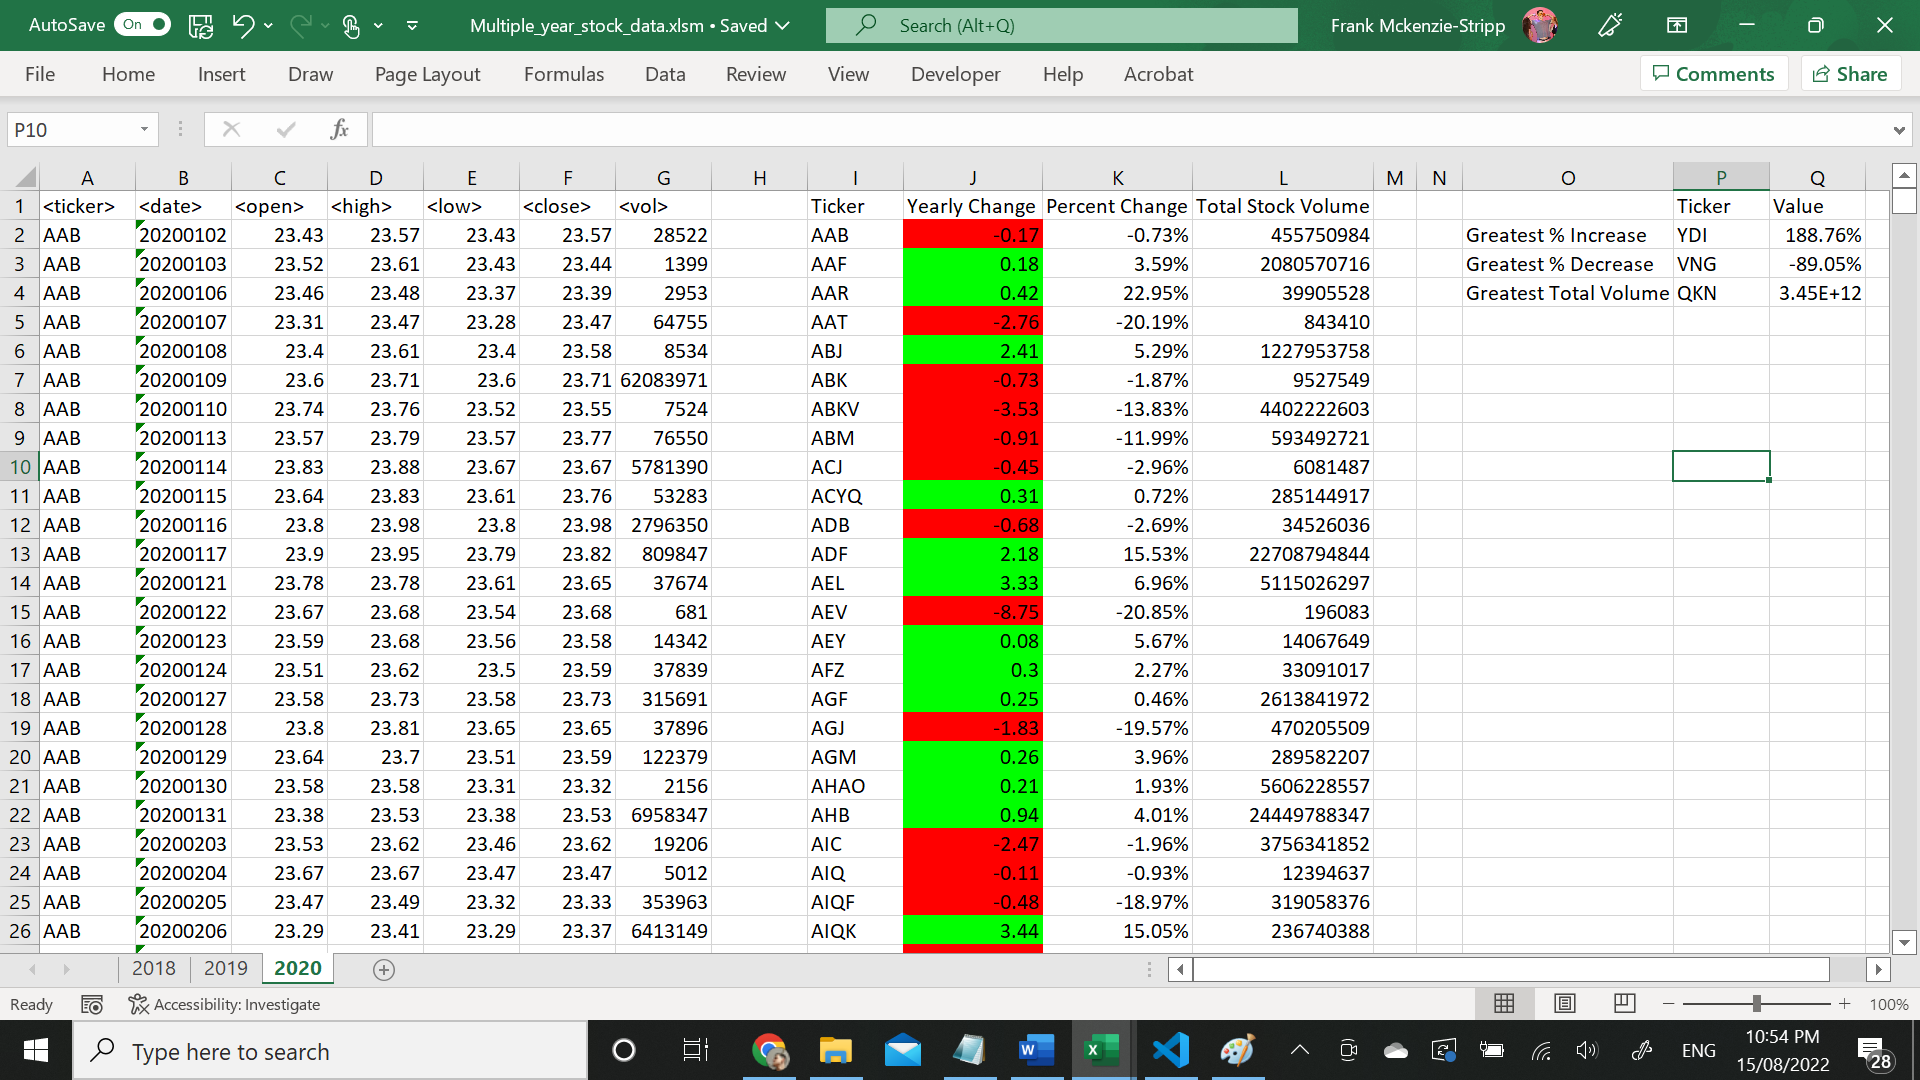 AutoSave On Multiple_year_stock_data.xlsm • Saved Search (Alt+Q) Frank Mckenzie-Stripp
File Home Insert Draw Page Layout Formulas Data Review View Developer Help Acrobat Comments Share
P10 fx
A B C D E F G H I J K L M N O P Q
1 <ticker> <date> <open> <high> <low> <close> <vol> Ticker Yearly Change Percent Change Total Stock Volume Ticker Value
2 AAB 20200102 23.43 23.57 23.43 23.57 28522 AAB -0.17 -0.73% 455750984 Greatest % Increase YDI 188.76%
3 AAB 20200103 23.52 23.61 23.43 23.44 1399 AAF 0.18 3.59% 2080570716 Greatest % Decrease VNG -89.05%
4 AAB 20200106 23.46 23.48 23.37 23.39 2953 AAR 0.42 22.95% 39905528 Greatest Total Volume QKN 3.45E+12
5 AAB 20200107 23.31 23.47 23.28 23.47 64755 AAT -2.76 -20.19% 843410
6 AAB 20200108 23.4 23.61 23.4 23.58 8534 ABJ 2.41 5.29% 1227953758
7 AAB 20200109 23.6 23.71 23.6 23.71 62083971 ABK -0.73 -1.87% 9527549
8 AAB 20200110 23.74 23.76 23.52 23.55 7524 ABKV -3.53 -13.83% 4402222603
9 AAB 20200113 23.57 23.79 23.57 23.77 76550 ABM -0.91 -11.99% 593492721
10 AAB 20200114 23.83 23.88 23.67 23.67 5781390 ACJ -0.45 -2.96% 6081487
11 AAB 20200115 23.64 23.83 23.61 23.76 53283 ACYQ 0.31 0.72% 285144917
12 AAB 20200116 23.8 23.98 23.8 23.98 2796350 ADB -0.68 -2.69% 34526036
13 AAB 20200117 23.9 23.95 23.79 23.82 809847 ADF 2.18 15.53% 22708794844
14 AAB 20200121 23.78 23.78 23.61 23.65 37674 AEL 3.33 6.96% 5115026297
15 AAB 20200122 23.67 23.68 23.54 23.68 681 AEV -8.75 -20.85% 196083
16 AAB 20200123 23.59 23.68 23.56 23.58 14342 AEY 0.08 5.67% 14067649
17 AAB 20200124 23.51 23.62 23.5 23.59 37839 AFZ 0.3 2.27% 33091017
18 AAB 20200127 23.58 23.73 23.58 23.73 315691 AGF 0.25 0.46% 2613841972
19 AAB 20200128 23.8 23.81 23.65 23.65 37896 AGJ -1.83 -19.57% 470205509
20 AAB 20200129 23.64 23.7 23.51 23.59 122379 AGM 0.26 3.96% 289582207
21 AAB 20200130 23.58 23.58 23.31 23.32 2156 AHAO 0.21 1.93% 5606228557
22 AAB 20200131 23.38 23.53 23.38 23.53 6958347 AHB 0.94 4.01% 24449788347
23 AAB 20200203 23.53 23.62 23.46 23.62 19206 AIC -2.47 -1.96% 3756341852
24 AAB 20200204 23.67 23.67 23.47 23.47 5012 AIQ -0.11 -0.93% 12394637
25 AAB 20200205 23.47 23.49 23.32 23.33 353963 AIQF -0.48 -18.97% 319058376
26 AAB 20200206 23.29 23.41 23.29 23.37 6413149 AIQK 3.44 15.05% 236740388
2018 2019 2020
Ready Accessibility: Investigate 100%
Type here to search ENG 10:54 PM
15/08/2022 28